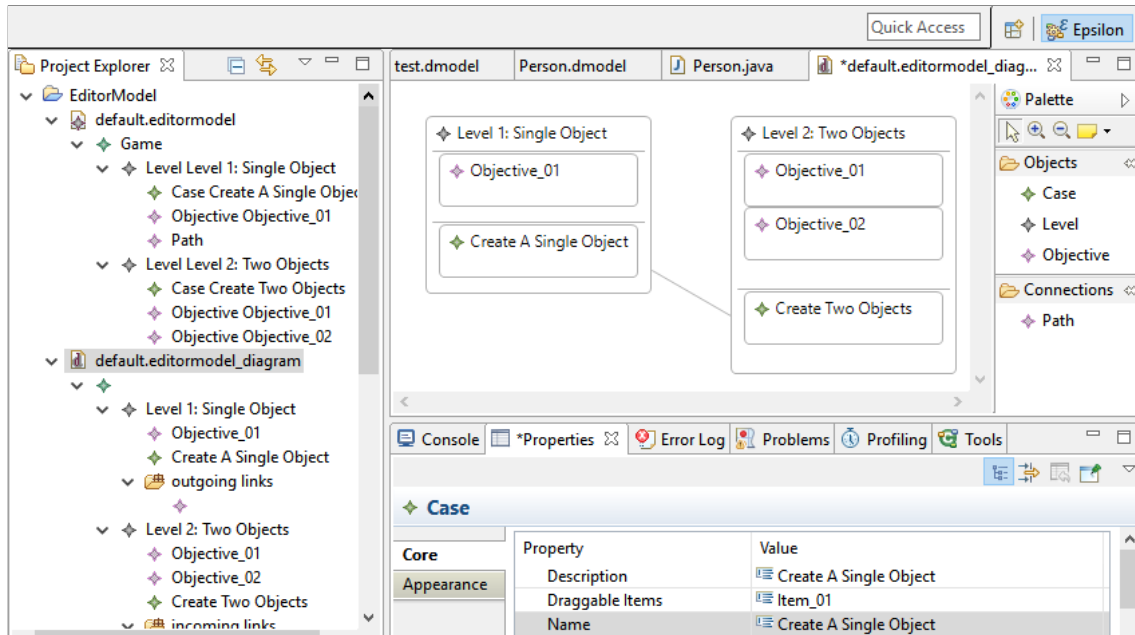 Quick Access
Epsilon
Project Explorer
EditorModel
default.editormodel
Game
Level Level 1: Single Object
Case Create A Single Objec
Objective Objective_01
Path
Level Level 2: Two Objects
Case Create Two Objects
Objective Objective_01
Objective Objective_02
default.editormodel_diagram
Level 1: Single Object
Objective_01
Create A Single Object
outgoing links
Level 2: Two Objects
Objective_01
Objective_02
Create Two Objects
incoming links
test.dmodel
Person.dmodel
Person.java
*default.editormodel_diag...
Level 1: Single Object
Objective_01
Create A Single Object
Level 2: Two Objects
Objective_01
Objective_02
Create Two Objects
Palette
Objects
Case
Level
Objective
Connections
Path
Console
*Properties
Error Log
Problems
Profiling
Tools
Case
Core
Appearance
Property Value
Description Create A Single Object
Draggable Items Item_01
Name Create A Single Object